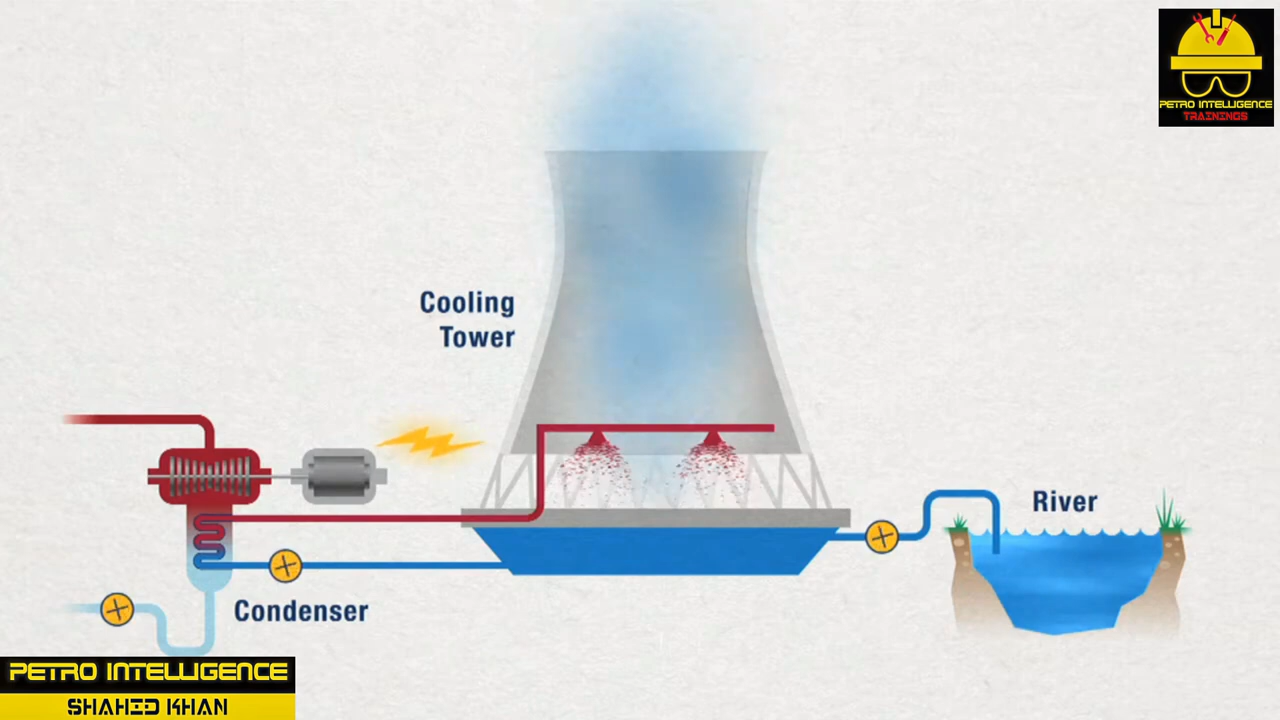 PETRO INTELLIGENCE
TRAININGS
Cooling
Tower
River
Condenser
PETRO INTELLIGENCE
SHAHID KHAN